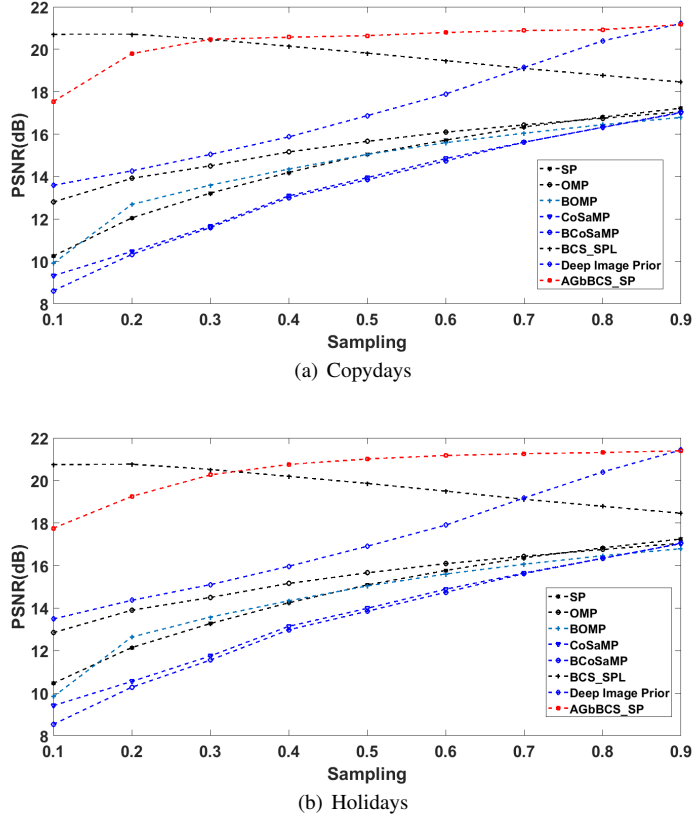 22
20
18
16
14
12
10
8
PSNR(dB)
SP
OMP
BOMP
CoSaMP
BCoSaMP
BCS_SPL
Deep Image Prior
AGbBCS_SP
0.1 0.2 0.3 0.4 0.5 0.6 0.7 0.8 0.9
Sampling
(a) Copydays
22
20
18
16
14
12
10
8
PSNR(dB)
SP
OMP
BOMP
CoSaMP
BCoSaMP
BCS_SPL
Deep Image Prior
AGbBCS_SP
0.1 0.2 0.3 0.4 0.5 0.6 0.7 0.8 0.9
Sampling
(b) Holidays